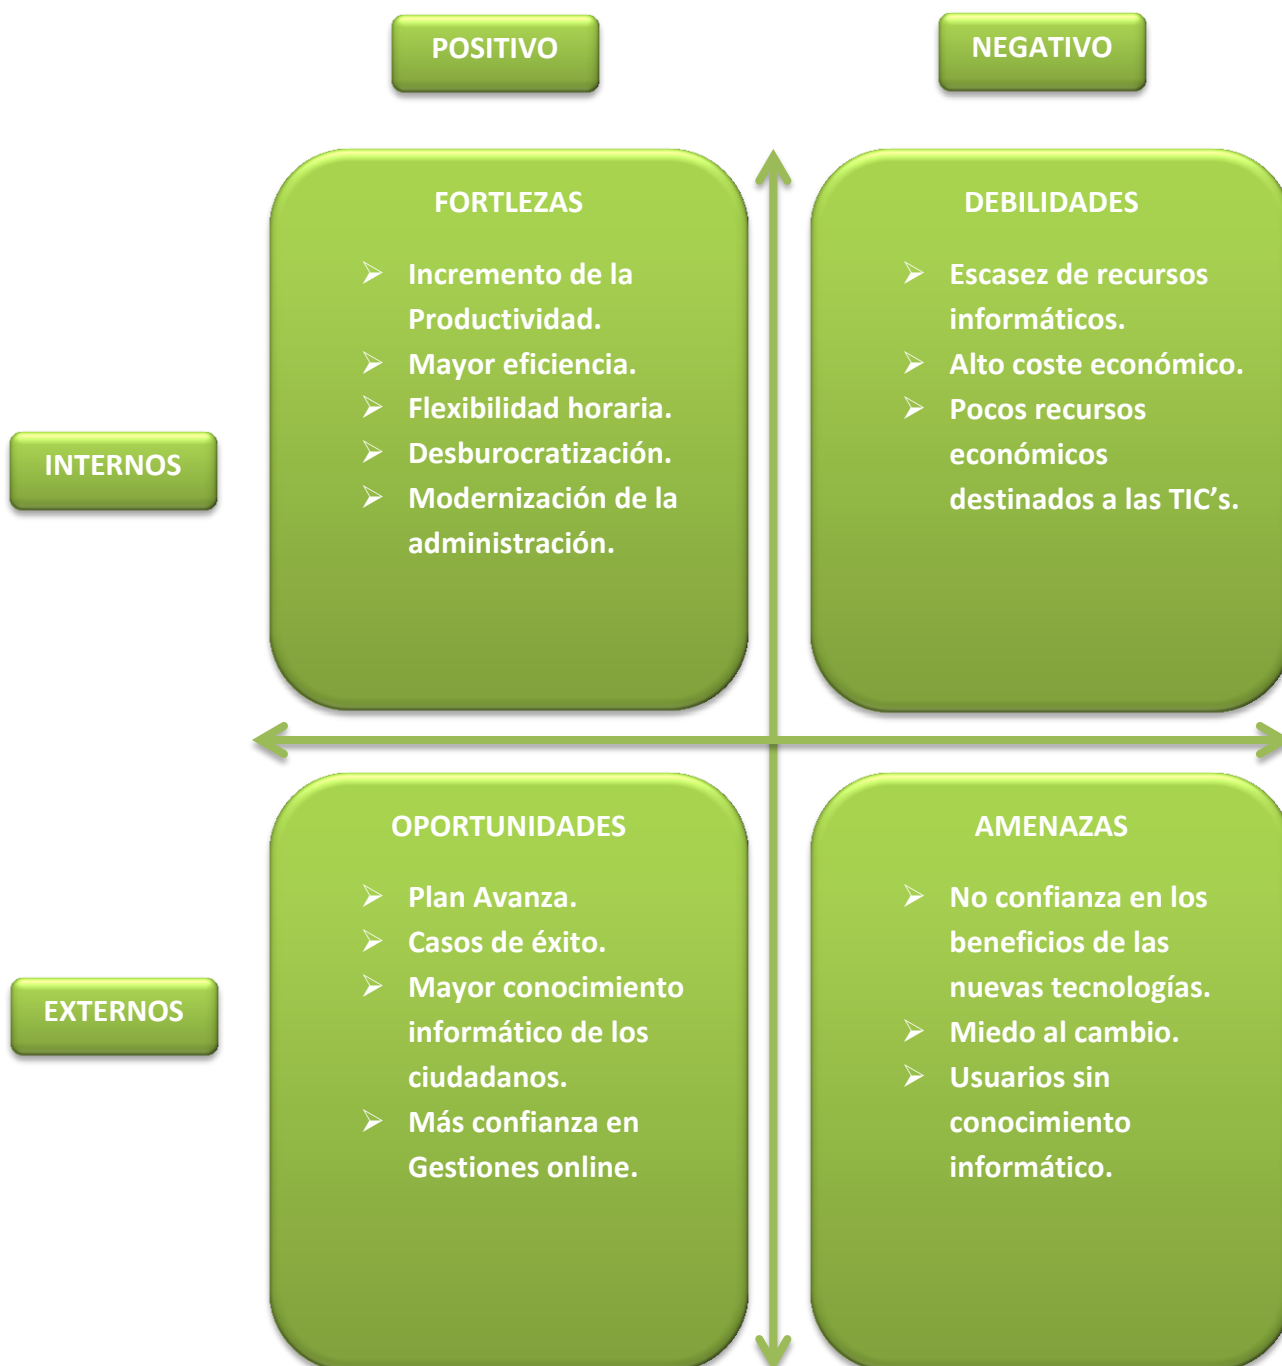 POSITIVO
NEGATIVO
INTERNOS
FORTLEZAS
➢ Incremento de la
Productividad.
➢ Mayor eficiencia.
➢ Flexibilidad horaria.
➢ Desburocratización.
➢ Modernización de la
administración.
DEBILIDADES
➢ Escasez de recursos
informáticos.
➢ Alto coste económico.
➢ Pocos recursos
económicos
destinados a las TIC’s.
EXTERNOS
OPORTUNIDADES
➢ Plan Avanza.
➢ Casos de éxito.
➢ Mayor conocimiento
informático de los
ciudadanos.
➢ Más confianza en
Gestiones online.
AMENAZAS
➢ No confianza en los
beneficios de las
nuevas tecnologías.
➢ Miedo al cambio.
➢ Usuarios sin
conocimiento
informático.